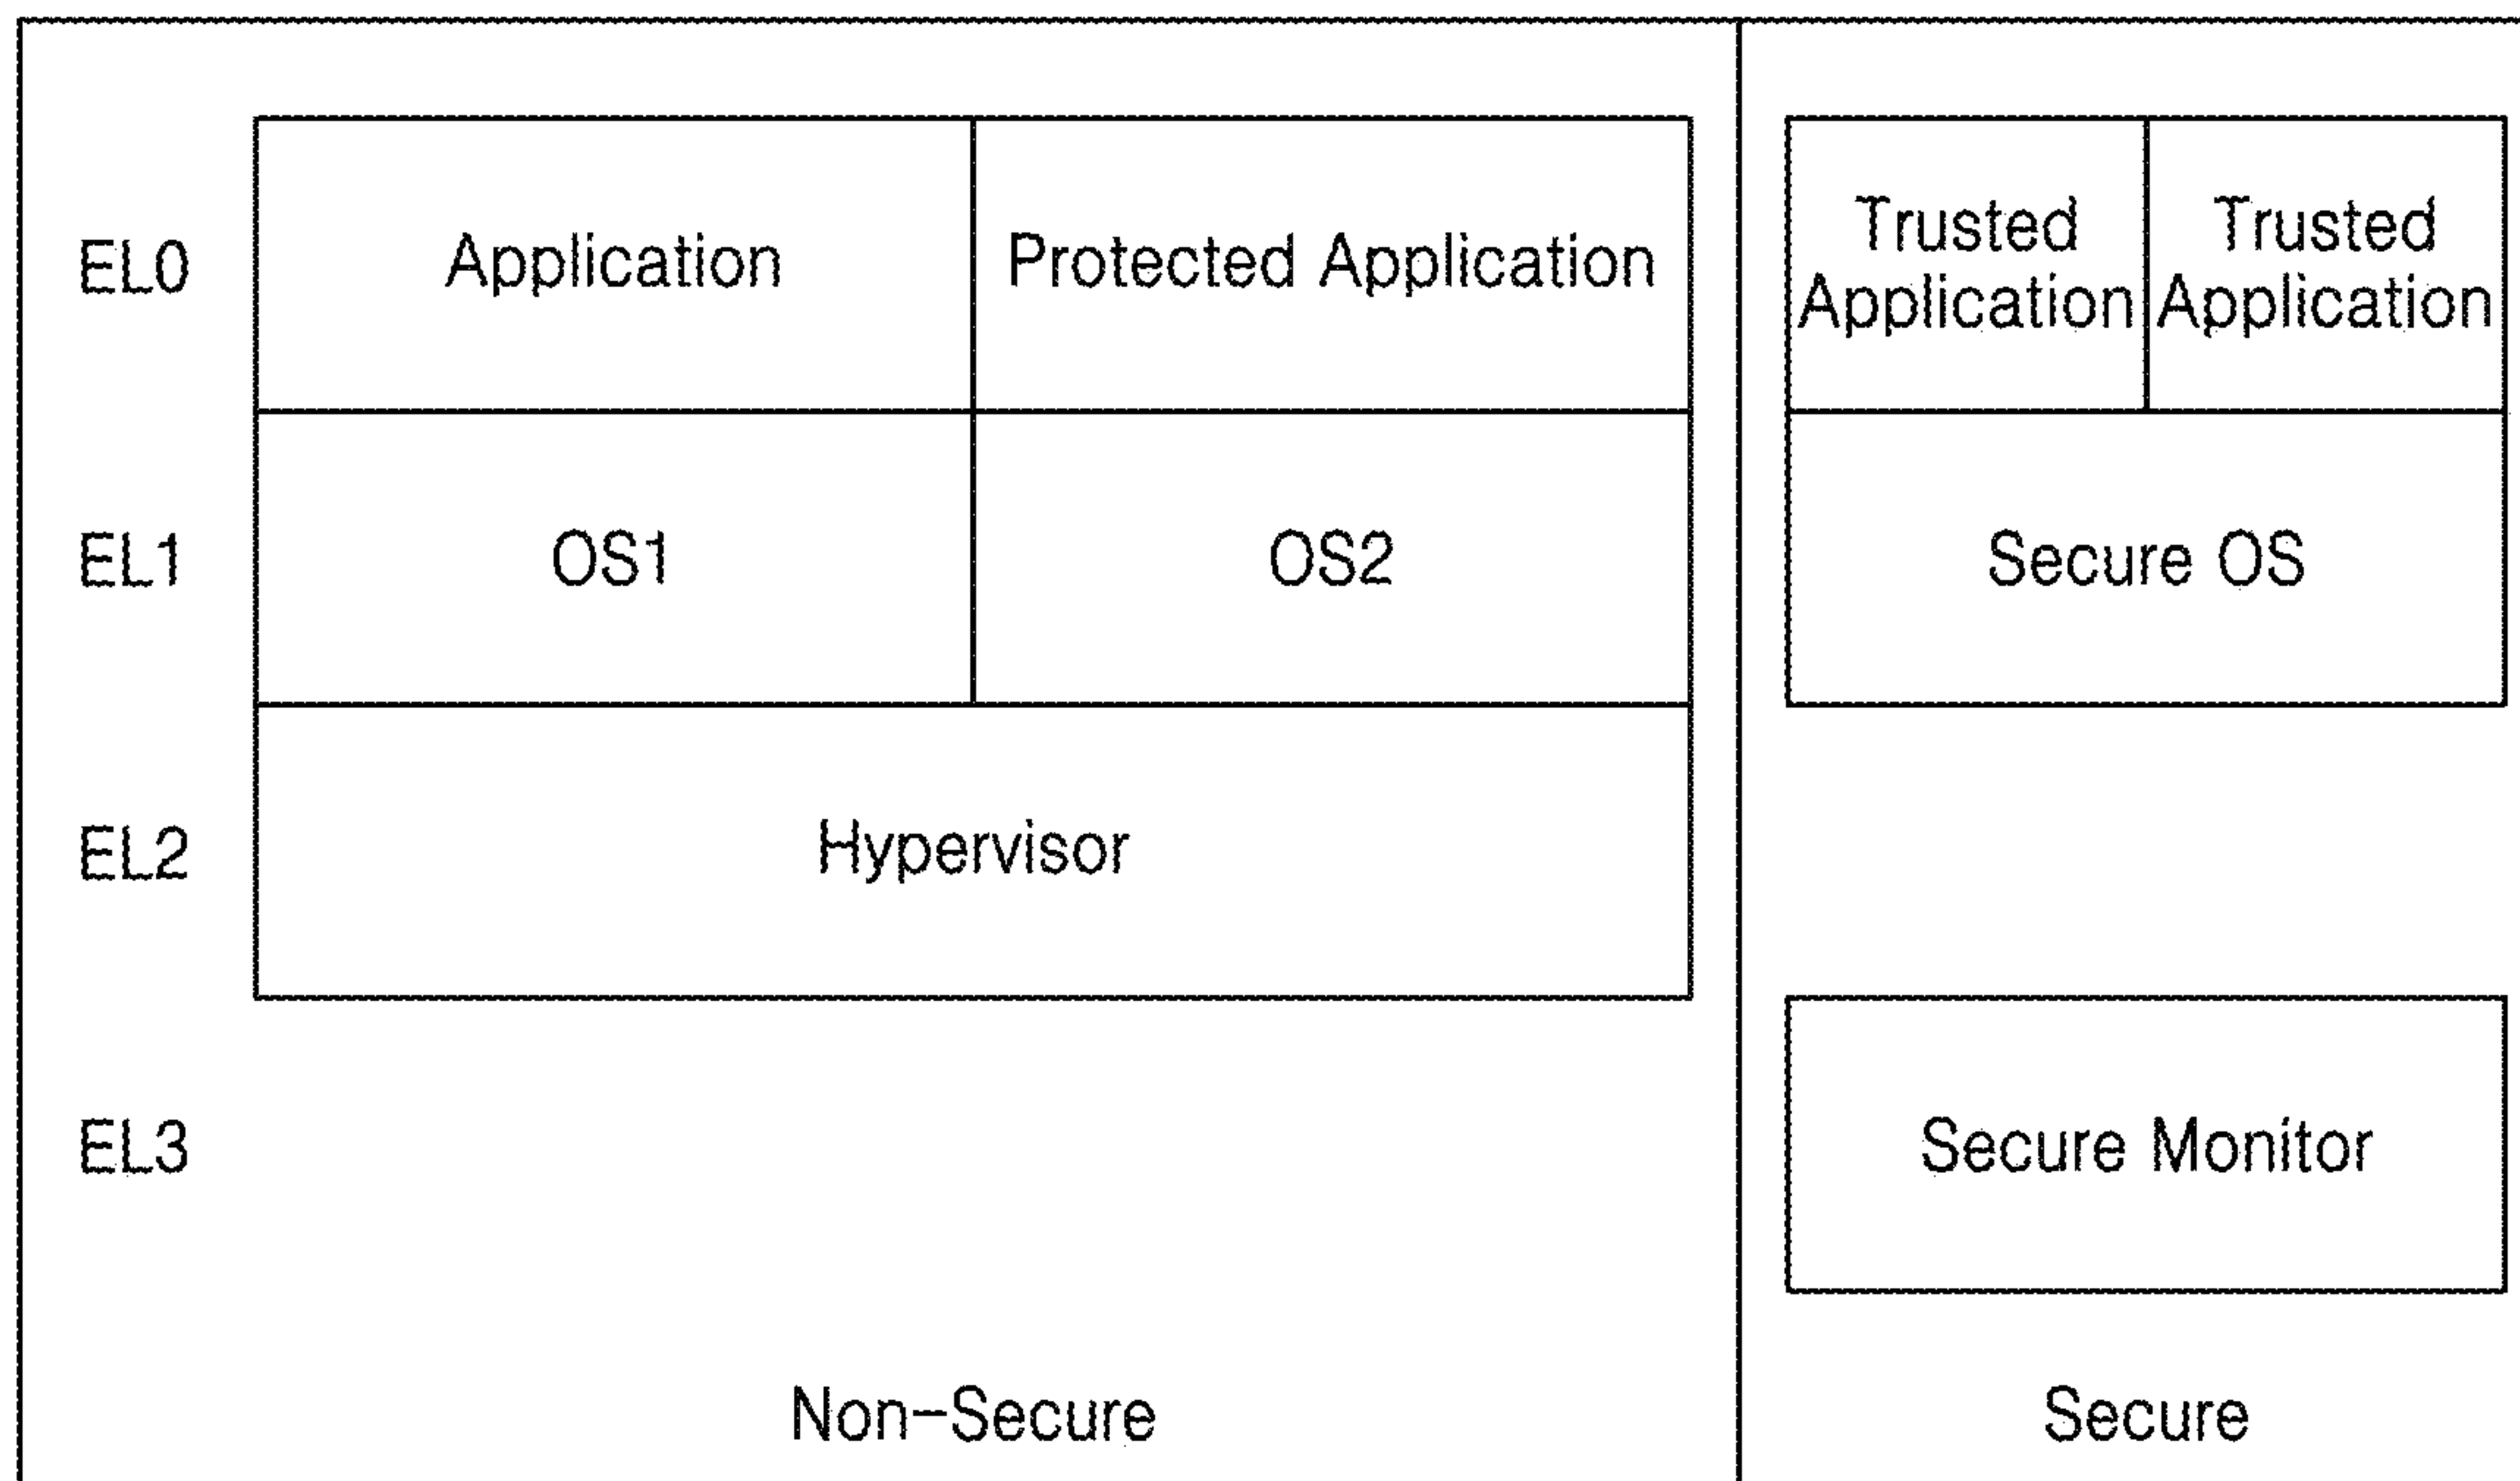 EL0
Application
Protected Application
Trusted
Application
Trusted
Application
EL1
OS1
OS2
Secure OS
EL2
Hypervisor
EL3
Secure Monitor
Non-Secure
Secure